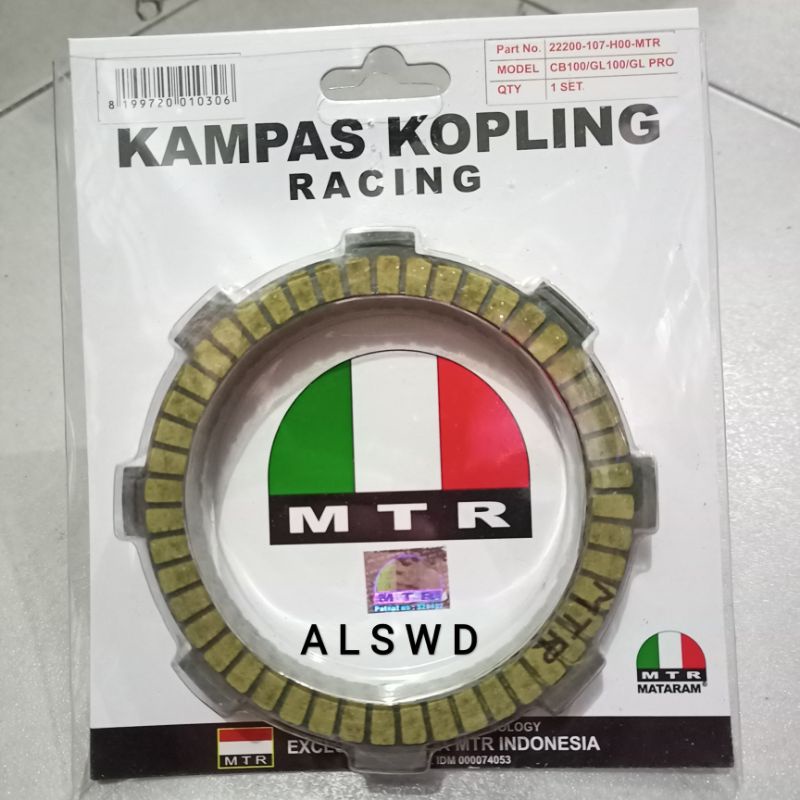 8 199720 010306
Part No. 22200-107-H00-MTR
MODEL CB100/GL100/GL PRO
QTY 1 SET
KAMPAS KOPLING
RACING
MTR
MTR
ALSWD
MTR
MTR
MATARAM®
MTR
MTR INDONESIA
IDM 000074053